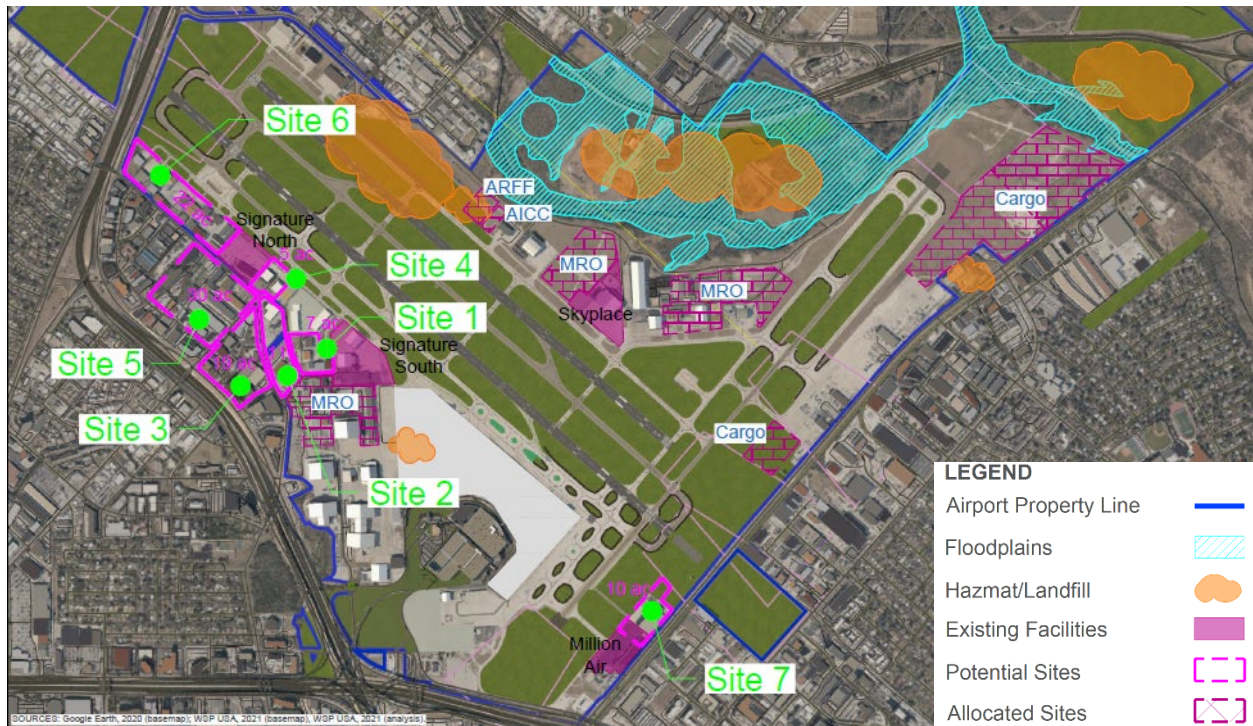 Site 6
ARFF
AICC
Cargo
22 ac
Signature
North
Site 4
MRO
MRO
Skyplace
Site 1
7 ac
Signature
South
Site 5
Site 3
MRO
Cargo
Site 2
10 ac
Million
Air
Site 7
LEGEND
Airport Property Line
Floodplains
Hazmat/Landfill
Existing Facilities
Potential Sites
Allocated Sites
SOURCES: Google Earth, 2020 (basemap); WSP USA, 2021 (basemap), WSP USA, 2021 (analysis).